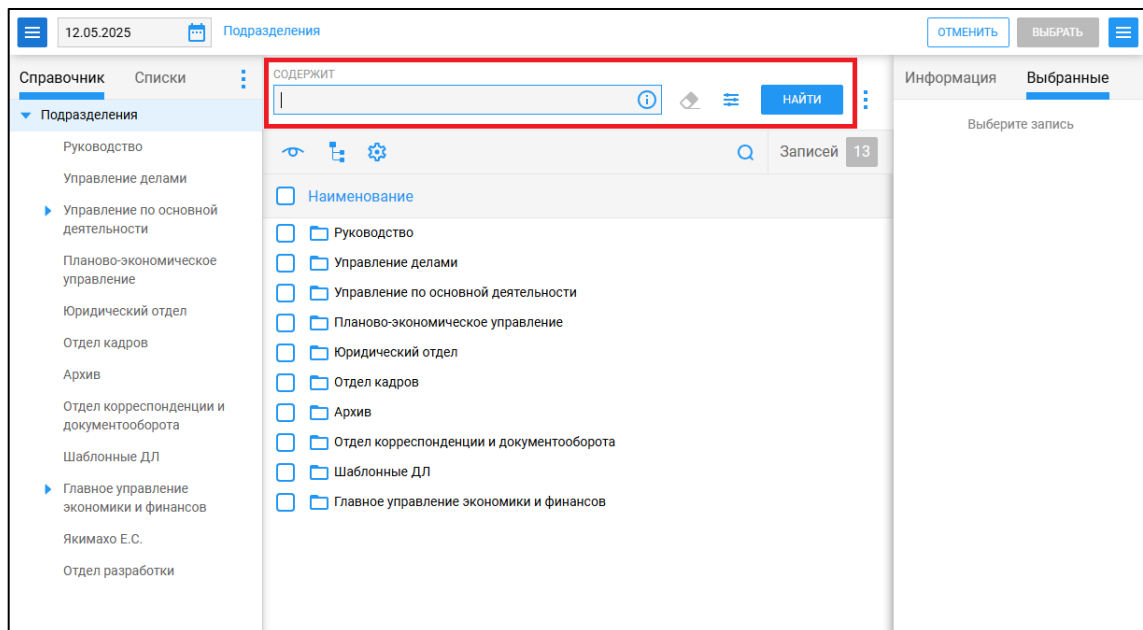 12.05.2025
Подразделения
ОТМЕНИТЬ
ВЫБРАТЬ
Справочник
Списки
Подразделения
Руководство
Управление делами
Управление по основной
деятельности
Планово-экономическое
управление
Юридический отдел
Отдел кадров
Архив
Отдел корреспонденции и
документооборота
Шаблонные ДЛ
Главное управление
экономики и финансов
Якимахо Е.С.
Отдел разработки
СОДЕРЖИТ
НАЙТИ
Записей 13
Наименование
Руководство
Управление делами
Управление по основной деятельности
Планово-экономическое управление
Юридический отдел
Отдел кадров
Архив
Отдел корреспонденции и документооборота
Шаблонные ДЛ
Главное управление экономики и финансов
Информация
Выбранные
Выберите запись